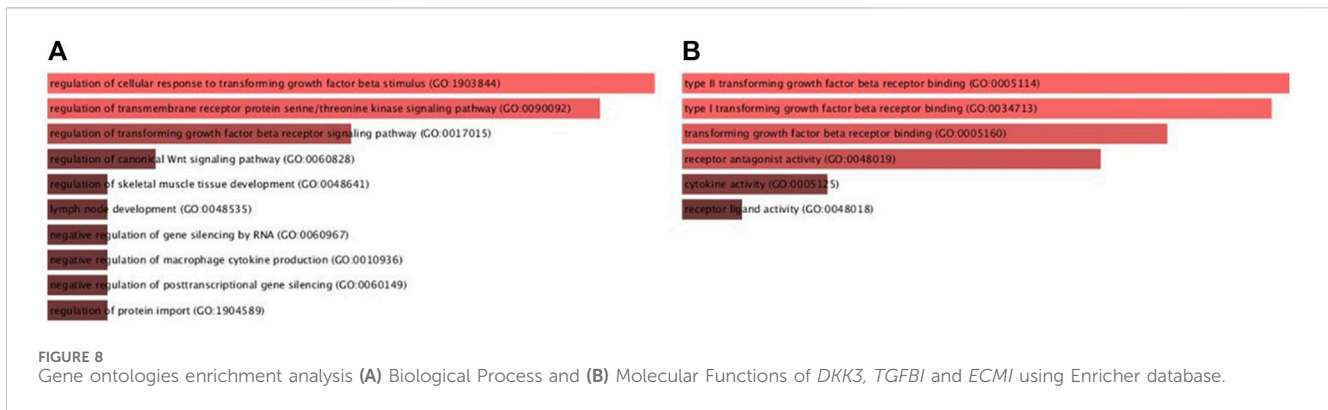 A
regulation of cellular response to transforming growth factor beta stimulus (GO:1903844)
regulation of transmembrane receptor protein serine/threonine kinase signaling pathway (GO:0090092)
regulation of transforming growth factor beta receptor signaling pathway (GO:0017015)
regulation of canonical Wnt signaling pathway (GO:0060828)
regulation of skeletal muscle tissue development (GO:0048641)
lymph node development (GO:0048535)
negative regulation of gene silencing by RNA (GO:0060967)
negative regulation of macrophage cytokine production (GO:0010936)
negative regulation of posttranscriptional gene silencing (GO:0060149)
regulation of protein import (GO:1904589)
B
type II transforming growth factor beta receptor binding (GO:0005114)
type I transforming growth factor beta receptor binding (GO:0034713)
transforming growth factor beta receptor binding (GO:0005160)
receptor antagonist activity (GO:0048019)
cytokine activity (GO:0005125)
receptor ligand activity (GO:0048018)
FIGURE 8
Gene ontologies enrichment analysis (A) Biological Process and (B) Molecular Functions of DKK3, TGFBI and ECMI using Enricher database.